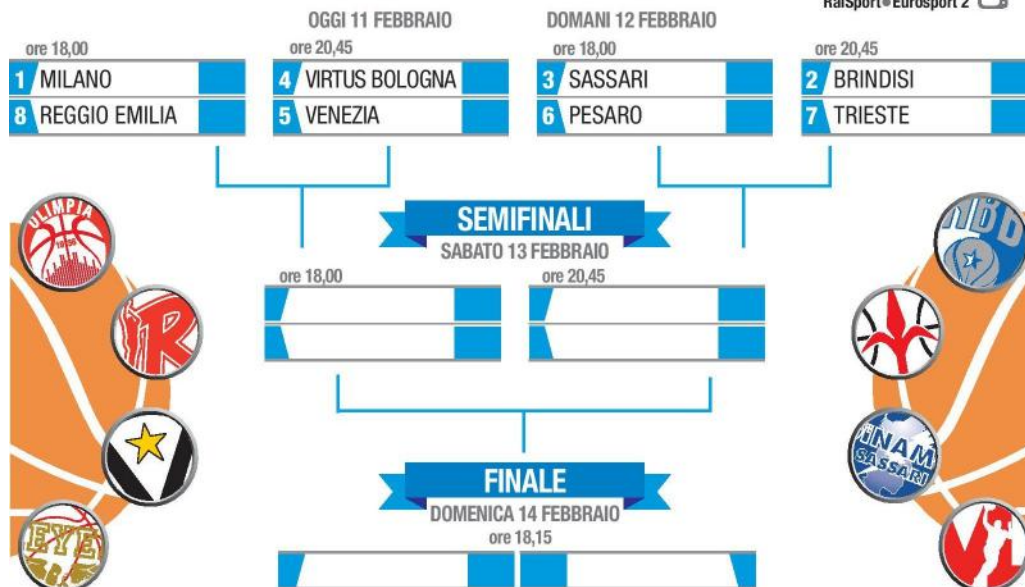 RaiSport • Eurosport 2
OGGI 11 FEBBRAIO
DOMANI 12 FEBBRAIO
ore 18,00
1 MILANO
8 REGGIO EMILIA
ore 20,45
4 VIRTUS BOLOGNA
5 VENEZIA
ore 18,00
3 SASSARI
6 PESARO
ore 20,45
2 BRINDISI
7 TRIESTE
SEMIFINALI
SABATO 13 FEBBRAIO
ore 18,00
ore 20,45
FINALE
DOMENICA 14 FEBBRAIO
ore 18,15
OLIMPIA
R
V
EYE
NBD
SASSARI